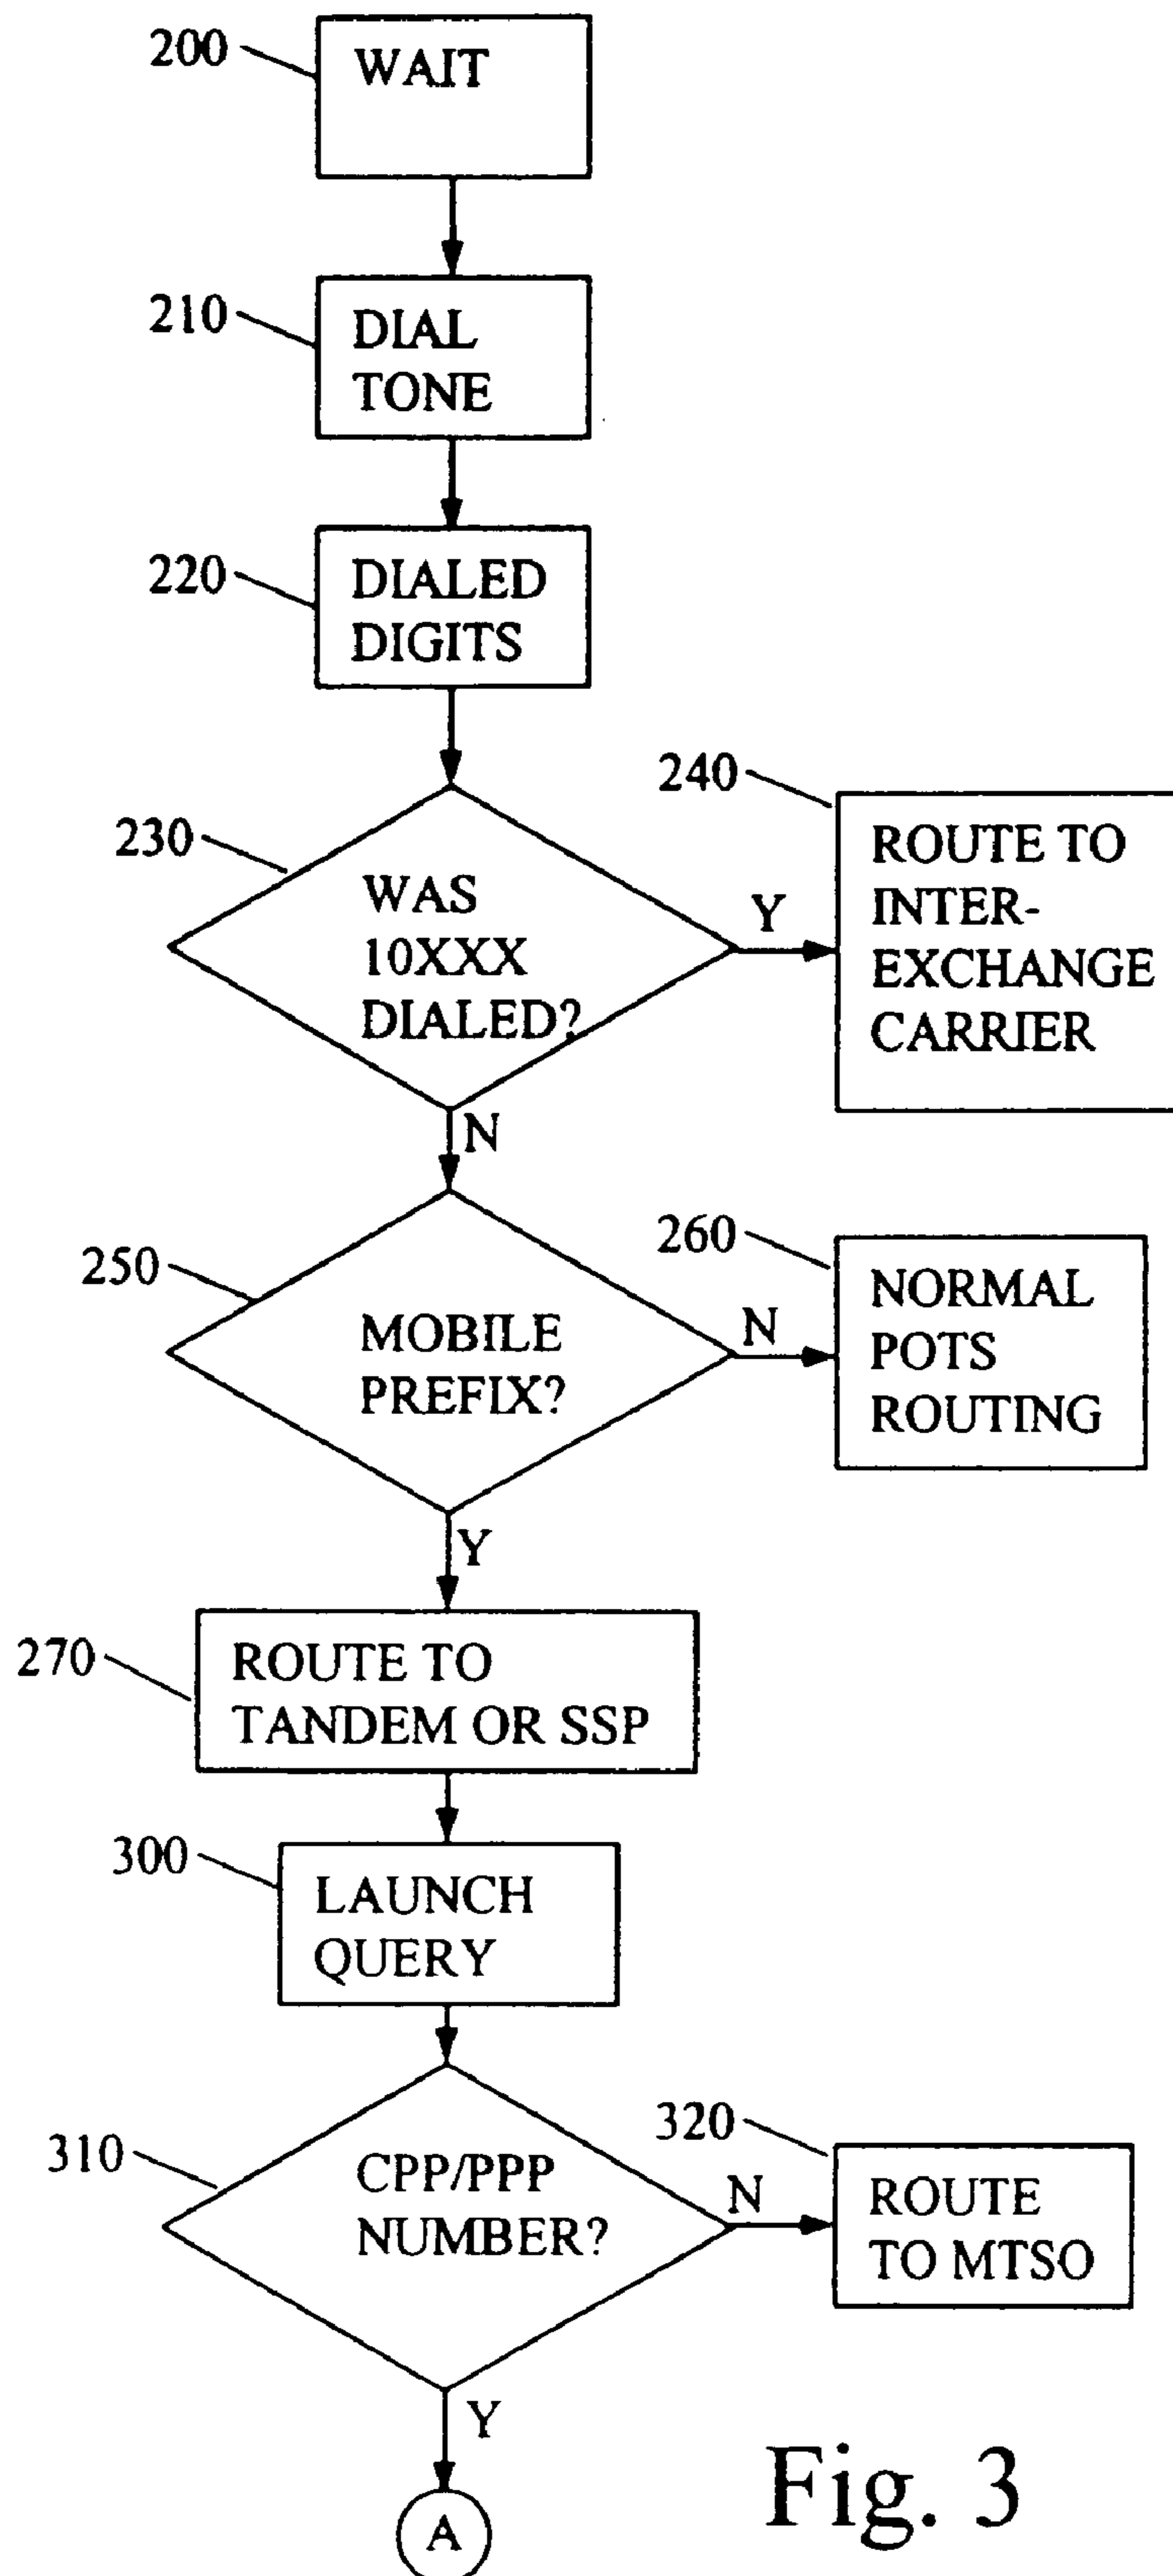 200
WAIT
210
DIAL
TONE
220
DIALED
DIGITS
230
WAS
10XXX
DIALED?
Y
240
ROUTE TO
INTER-
EXCHANGE
CARRIER
N
250
MOBILE
PREFIX?
N
260
NORMAL
POTS
ROUTING
Y
270
ROUTE TO
TANDEM OR SSP
300
LAUNCH
QUERY
310
CPP/PPP
NUMBER?
N
320
ROUTE
TO MTSO
Y
A
Fig. 3